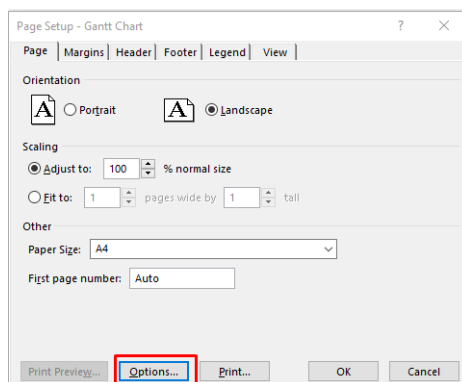 Page Setup - Gantt Chart ? ×
Page Margins Header Footer Legend View
Orientation
A Portrait A Landscape
Scaling
Adjust to: 100 % normal size
Fit to: 1 pages wide by 1 tall
Other
Paper Size: A4
First page number: Auto
Print Preview... Options... Print... OK Cancel